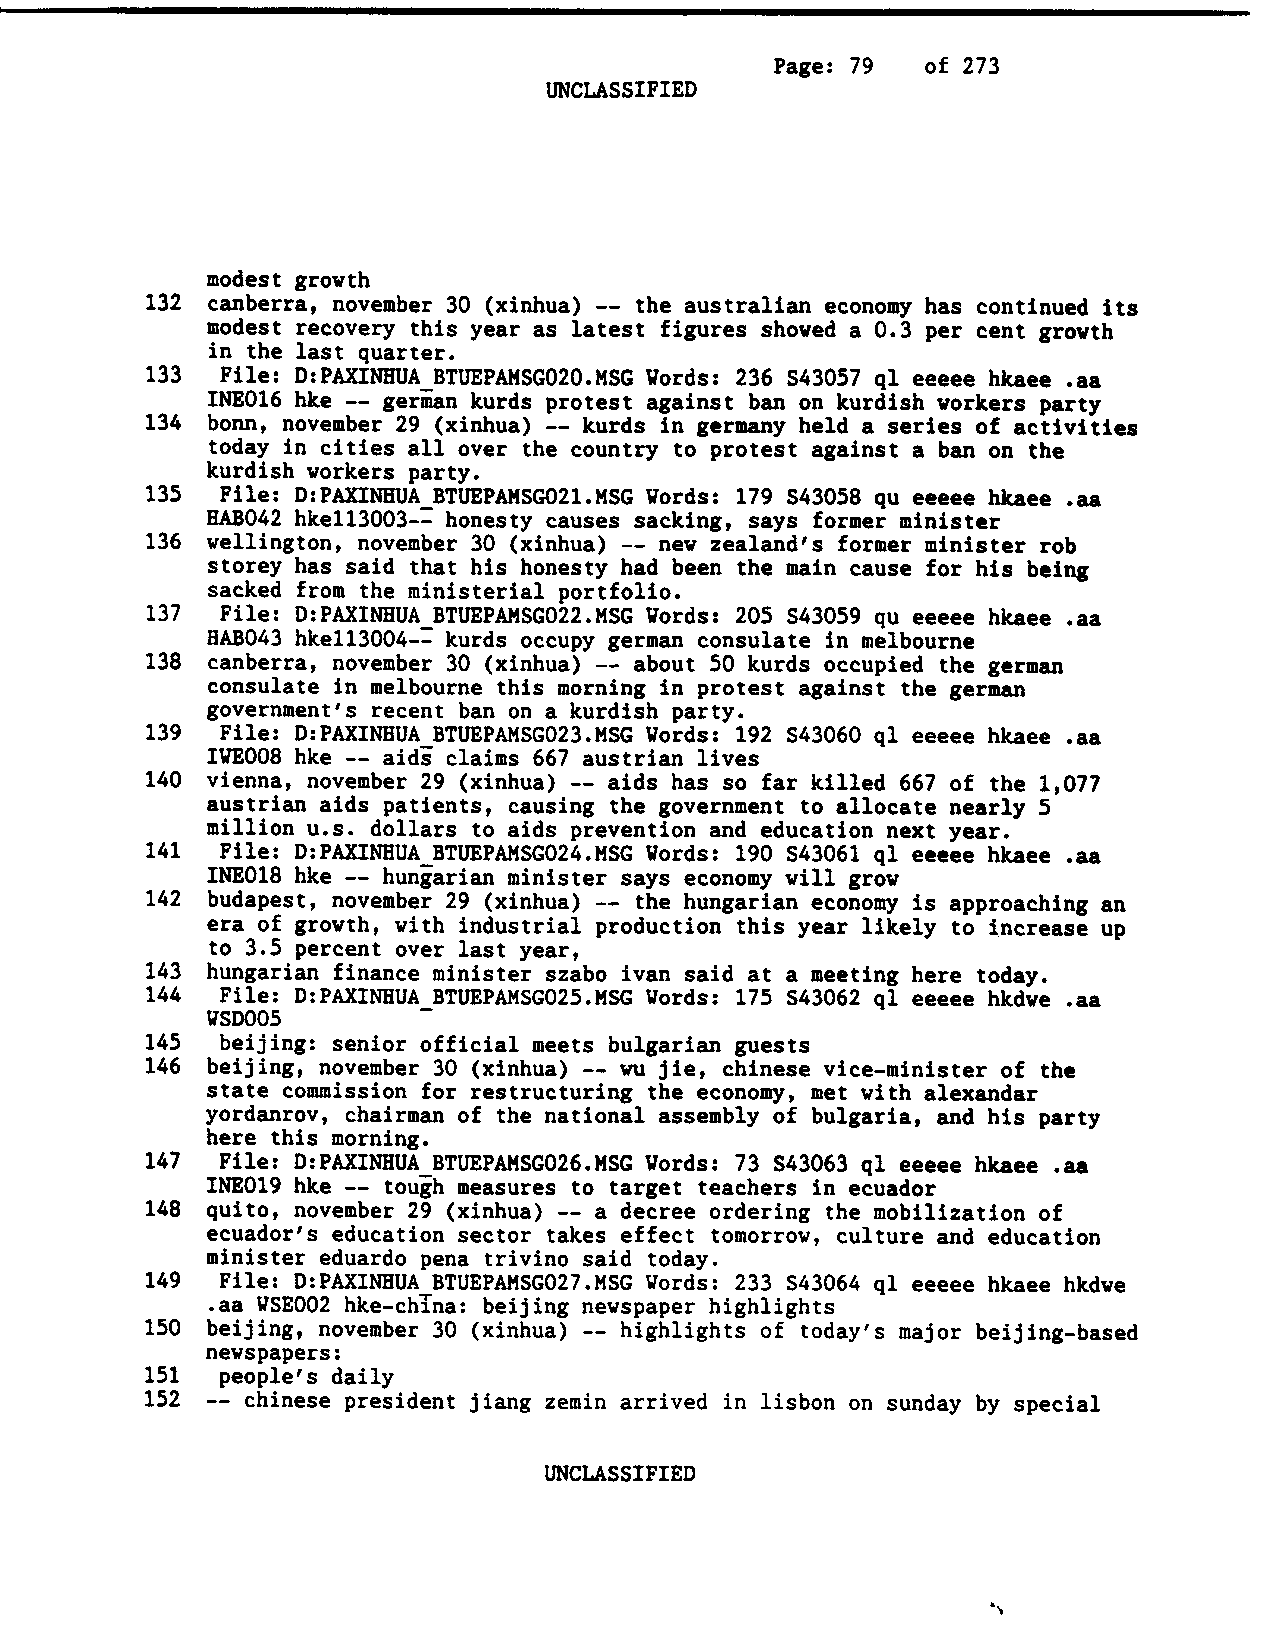 Page: 79 of 273
UNCLASSIFIED
modest growth
132 canberra, november 30 (xinhua) -- the australian economy has continued its
modest recovery this year as latest figures showed a 0.3 per cent growth
in the last quarter.
133 File: D:PAXINHUA_BTUEPAMSG020.MSG Words: 236 S43057 ql eeeee hkaee .aa
INE016 hke -- german kurds protest against ban on kurdish workers party
134 bonn, november 29 (xinhua) -- kurds in germany held a series of activities
today in cities all over the country to protest against a ban on the
kurdish workers party.
135 File: D:PAXINHUA_BTUEPAMSG021.MSG Words: 179 S43058 qu eeeee hkaee .aa
HAB042 hke113003-- honesty causes sacking, says former minister
136 wellington, november 30 (xinhua) -- new zealand's former minister rob
storey has said that his honesty had been the main cause for his being
sacked from the ministerial portfolio.
137 File: D:PAXINHUA_BTUEPAMSG022.MSG Words: 205 S43059 qu eeeee hkaee .aa
HAB043 hke113004-- kurds occupy german consulate in melbourne
138 canberra, november 30 (xinhua) -- about 50 kurds occupied the german
consulate in melbourne this morning in protest against the german
government's recent ban on a kurdish party.
139 File: D:PAXINHUA_BTUEPAMSG023.MSG Words: 192 S43060 ql eeeee hkaee .aa
IWE008 hke -- aids claims 667 austrian lives
140 vienna, november 29 (xinhua) -- aids has so far killed 667 of the 1,077
austrian aids patients, causing the government to allocate nearly 5
million u.s. dollars to aids prevention and education next year.
141 File: D:PAXINHUA_BTUEPAMSG024.MSG Words: 190 S43061 ql eeeee hkaee .aa
INE018 hke -- hungarian minister says economy will grow
142 budapest, november 29 (xinhua) -- the hungarian economy is approaching an
era of growth, with industrial production this year likely to increase up
to 3.5 percent over last year,
143 hungarian finance minister szabo ivan said at a meeting here today.
144 File: D:PAXINHUA_BTUEPAMSG025.MSG Words: 175 S43062 ql eeeee hkdwe .aa
WSD005
145 beijing: senior official meets bulgarian guests
146 beijing, november 30 (xinhua) -- wu jie, chinese vice-minister of the
state commission for restructuring the economy, met with alexandar
yordanrov, chairman of the national assembly of bulgaria, and his party
here this morning.
147 File: D:PAXINHUA_BTUEPAMSG026.MSG Words: 73 S43063 ql eeeee hkaee .aa
INE019 hke -- tough measures to target teachers in ecuador
148 quito, november 29 (xinhua) -- a decree ordering the mobilization of
ecuador's education sector takes effect tomorrow, culture and education
minister eduardo pena trivino said today.
149 File: D:PAXINHUA_BTUEPAMSG027.MSG Words: 233 S43064 ql eeeee hkaee hkdwe
.aa WSE002 hke-china: beijing newspaper highlights
150 beijing, november 30 (xinhua) -- highlights of today's major beijing-based
newspapers:
151 people's daily
152 -- chinese president jiang zemin arrived in lisbon on sunday by special
UNCLASSIFIED